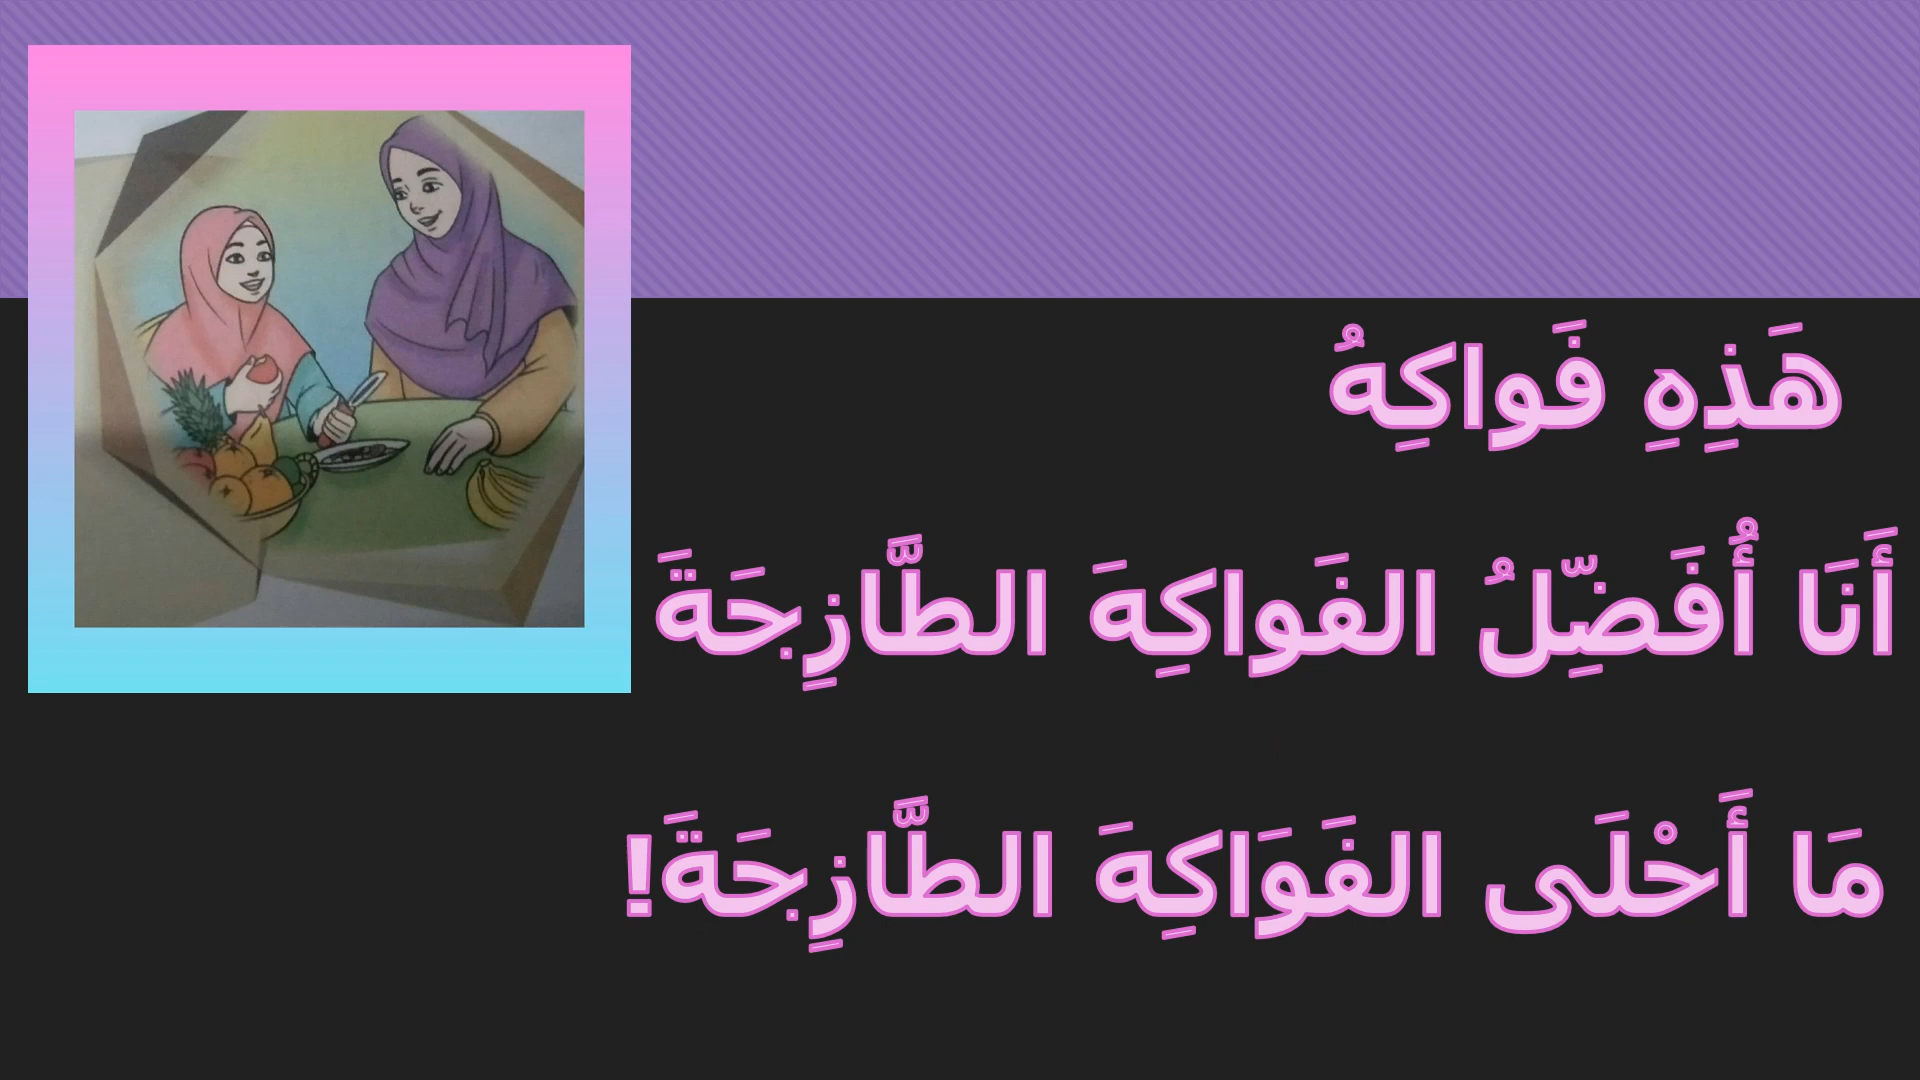 هَذِهِ فَواكِهُ
أَنَا أُفَضِّلُ الفَواكِهَ الطَّازِجَةَ
مَا أَحْلَى الفَوَاكِهَ الطَّازِجَةَ!